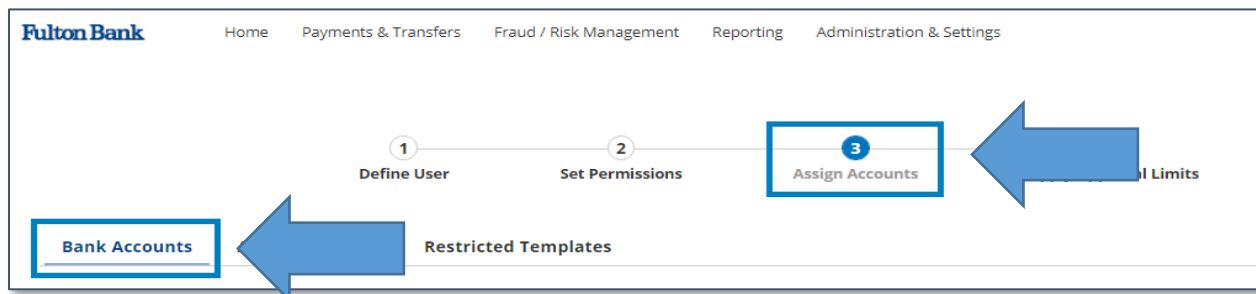 Fulton Bank Home Payments & Transfers Fraud / Risk Management Reporting Administration & Settings
1 2 3
Define User Set Permissions Assign Accounts Limits
Bank Accounts Restricted Templates